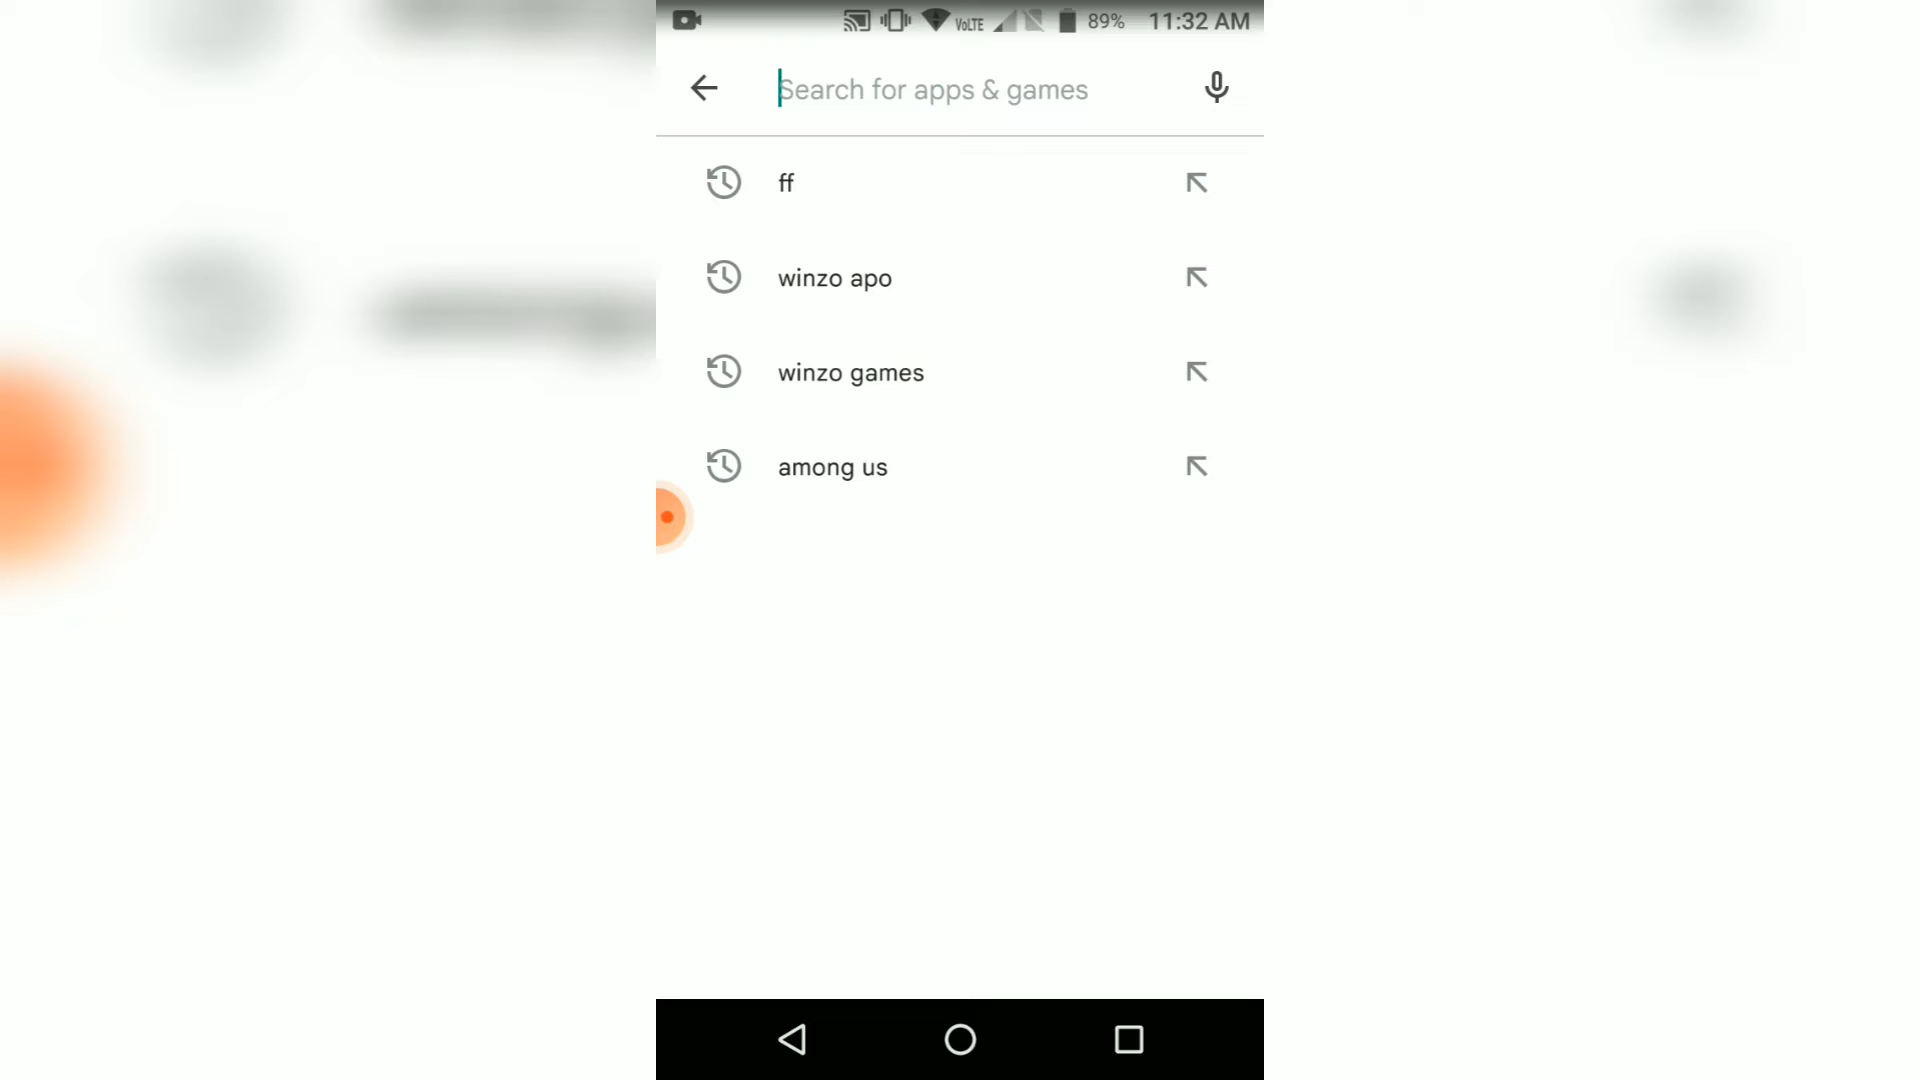 VoLTE 89% 11:32 AM
Search for apps & games
ff
winzo apo
winzo games
among us